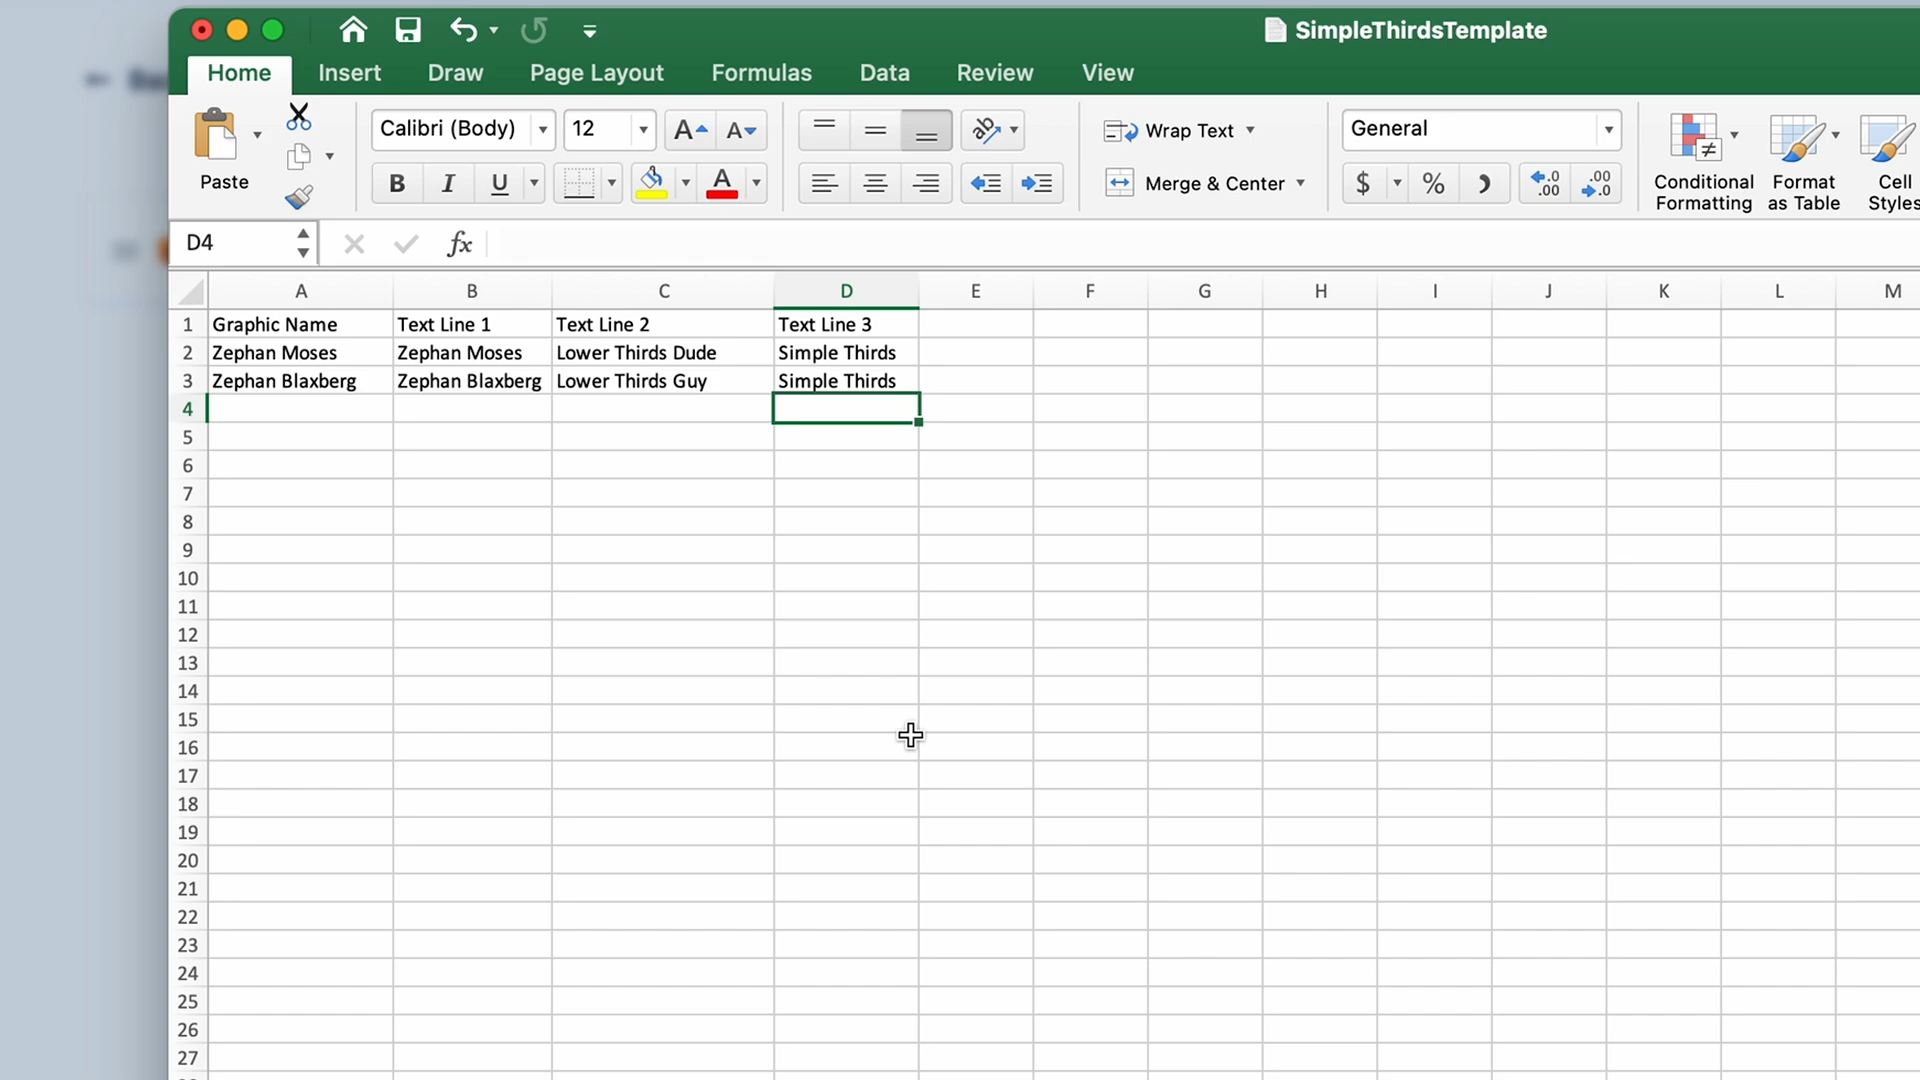 SimpleThirdsTemplate
Home Insert Draw Page Layout Formulas Data Review View
Calibri (Body) 12 A A Wrap Text General
Paste B I U A Merge & Center $ % Conditional Formatting Format as Table Cell Styles
D4 fx
A B C D E F G H I J K L M
1 Graphic Name Text Line 1 Text Line 2 Text Line 3
2 Zephan Moses Zephan Moses Lower Thirds Dude Simple Thirds
3 Zephan Blaxberg Zephan Blaxberg Lower Thirds Guy Simple Thirds
4
5
6
7
8
9
10
11
12
13
14
15
16
17
18
19
20
21
22
23
24
25
26
27